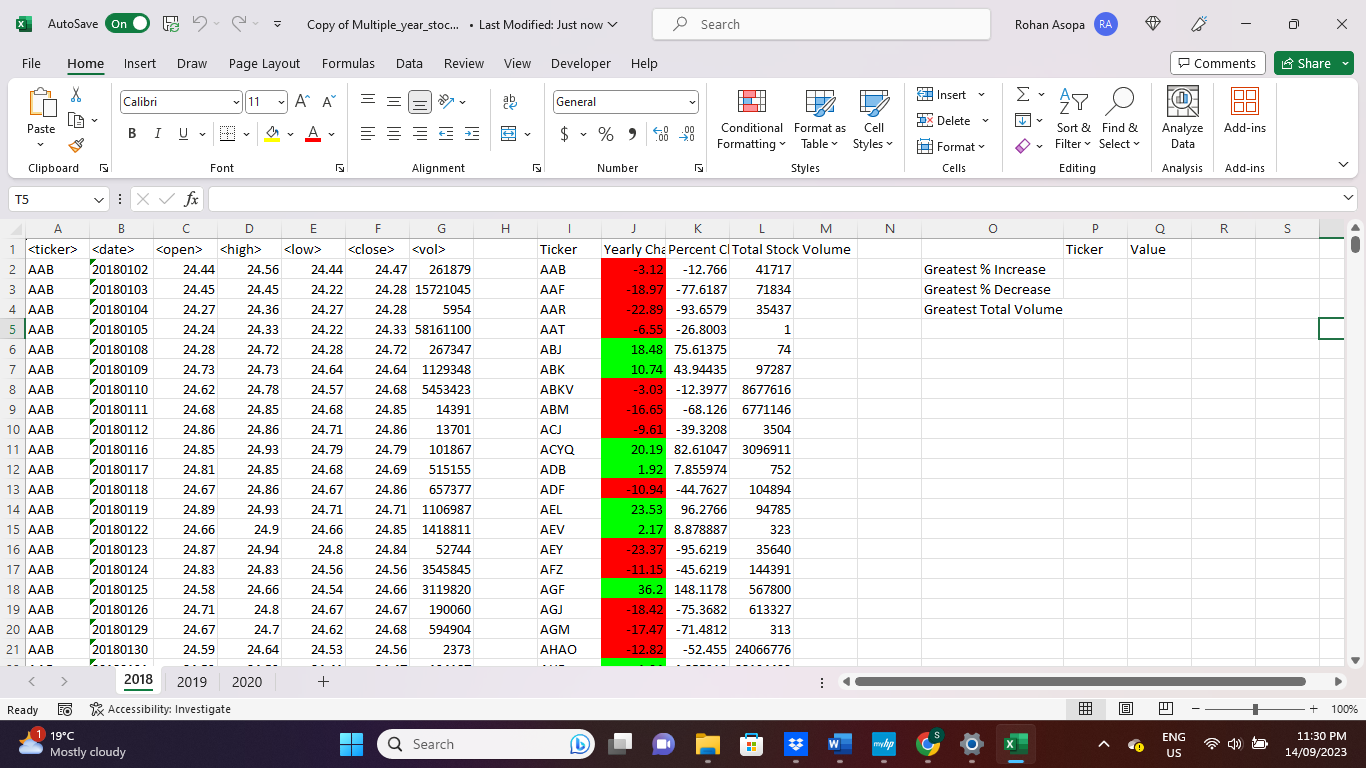 AutoSave On Copy of Multiple_year_stoc... • Last Modified: Just now Search Rohan Asopa RA
File Home Insert Draw Page Layout Formulas Data Review View Developer Help Comments Share
Paste Calibri 11 General Conditional Formatting Format as Table Cell Styles Insert Delete Format Sort & Filter Find & Select Analyze Data Add-ins
Clipboard Font Alignment Number Styles Cells Editing Analysis Add-ins
T5 fx
A B C D E F G H I J K L M N O P Q R S
1 <ticker> <date> <open> <high> <low> <close> <vol> Ticker Yearly Cha Percent Cl Total Stock Volume Ticker Value
2 AAB 20180102 24.44 24.56 24.44 24.47 261879 AAB -3.12 -12.766 41717 Greatest % Increase
3 AAB 20180103 24.45 24.45 24.22 24.28 15721045 AAF -18.97 -77.6187 71834 Greatest % Decrease
4 AAB 20180104 24.27 24.36 24.27 24.28 5954 AAR -22.89 -93.6579 35437 Greatest Total Volume
5 AAB 20180105 24.24 24.33 24.22 24.33 58161100 AAT -6.55 -26.8003 1
6 AAB 20180108 24.28 24.72 24.28 24.72 267347 ABJ 18.48 75.61375 74
7 AAB 20180109 24.73 24.73 24.64 24.64 1129348 ABK 10.74 43.94435 97287
8 AAB 20180110 24.62 24.78 24.57 24.68 5453423 ABKV -3.03 -12.3977 8677616
9 AAB 20180111 24.68 24.85 24.68 24.85 14391 ABM -16.65 -68.126 6771146
10 AAB 20180112 24.86 24.86 24.71 24.86 13701 ACJ -9.61 -39.3208 3504
11 AAB 20180116 24.85 24.93 24.79 24.79 101867 ACYQ 20.19 82.61047 3096911
12 AAB 20180117 24.81 24.85 24.68 24.69 515155 ADB 1.92 7.855974 752
13 AAB 20180118 24.67 24.86 24.67 24.86 657377 ADF -10.94 -44.7627 104894
14 AAB 20180119 24.89 24.93 24.71 24.71 1106987 AEL 23.53 96.2766 94785
15 AAB 20180122 24.66 24.9 24.66 24.85 1418811 AEV 2.17 8.878887 323
16 AAB 20180123 24.87 24.94 24.8 24.84 52744 AEY -23.37 -95.6219 35640
17 AAB 20180124 24.83 24.83 24.56 24.56 3545845 AFZ -11.15 -45.6219 144391
18 AAB 20180125 24.58 24.66 24.54 24.66 3119820 AGF 36.2 148.1178 567800
19 AAB 20180126 24.71 24.8 24.67 24.67 190060 AGJ -18.42 -75.3682 613327
20 AAB 20180129 24.67 24.7 24.62 24.68 594904 AGM -17.47 -71.4812 313
21 AAB 20180130 24.59 24.64 24.53 24.56 2373 AHAO -12.82 -52.455 24066776
2018 2019 2020
Ready Accessibility: Investigate 100%
1 19°C Mostly cloudy Search ENG US 11:30 PM 14/09/2023